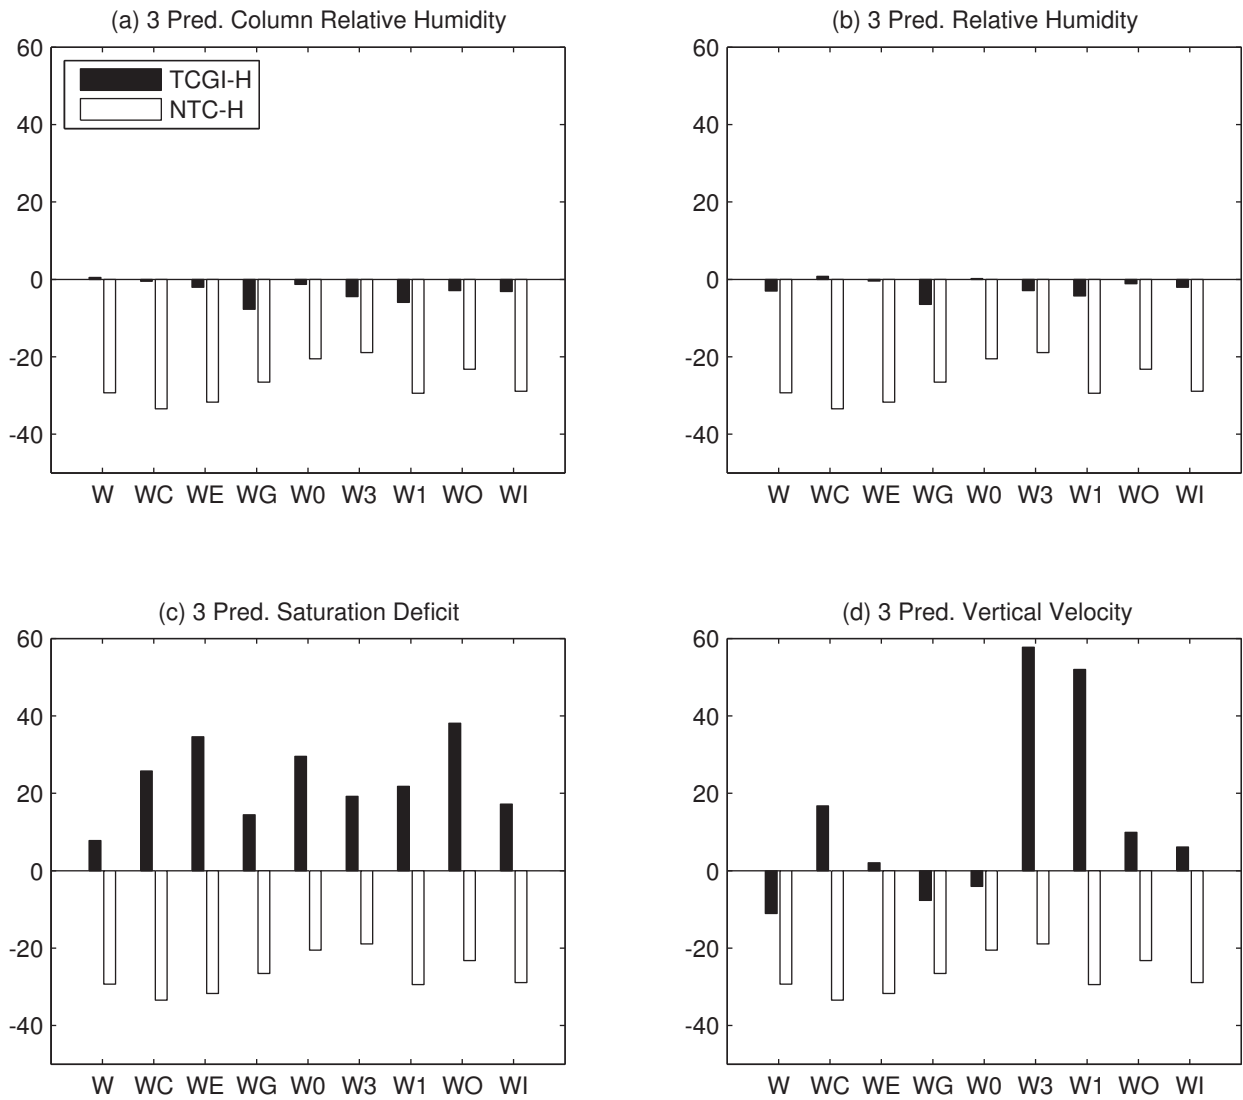 (a) 3 Pred. Column Relative Humidity
60
40
20
0
-20
-40
TCGI-H
NTC-H
W WC WE WG W0 W3 W1 WO WI
(b) 3 Pred. Relative Humidity
60
40
20
0
-20
-40
W WC WE WG W0 W3 W1 WO WI
(c) 3 Pred. Saturation Deficit
60
40
20
0
-20
-40
W WC WE WG W0 W3 W1 WO WI
(d) 3 Pred. Vertical Velocity
60
40
20
0
-20
-40
W WC WE WG W0 W3 W1 WO WI